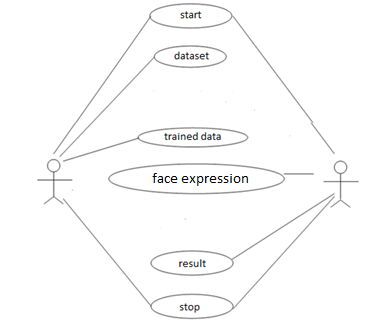 start
dataset
trained data
face expression
result
stop